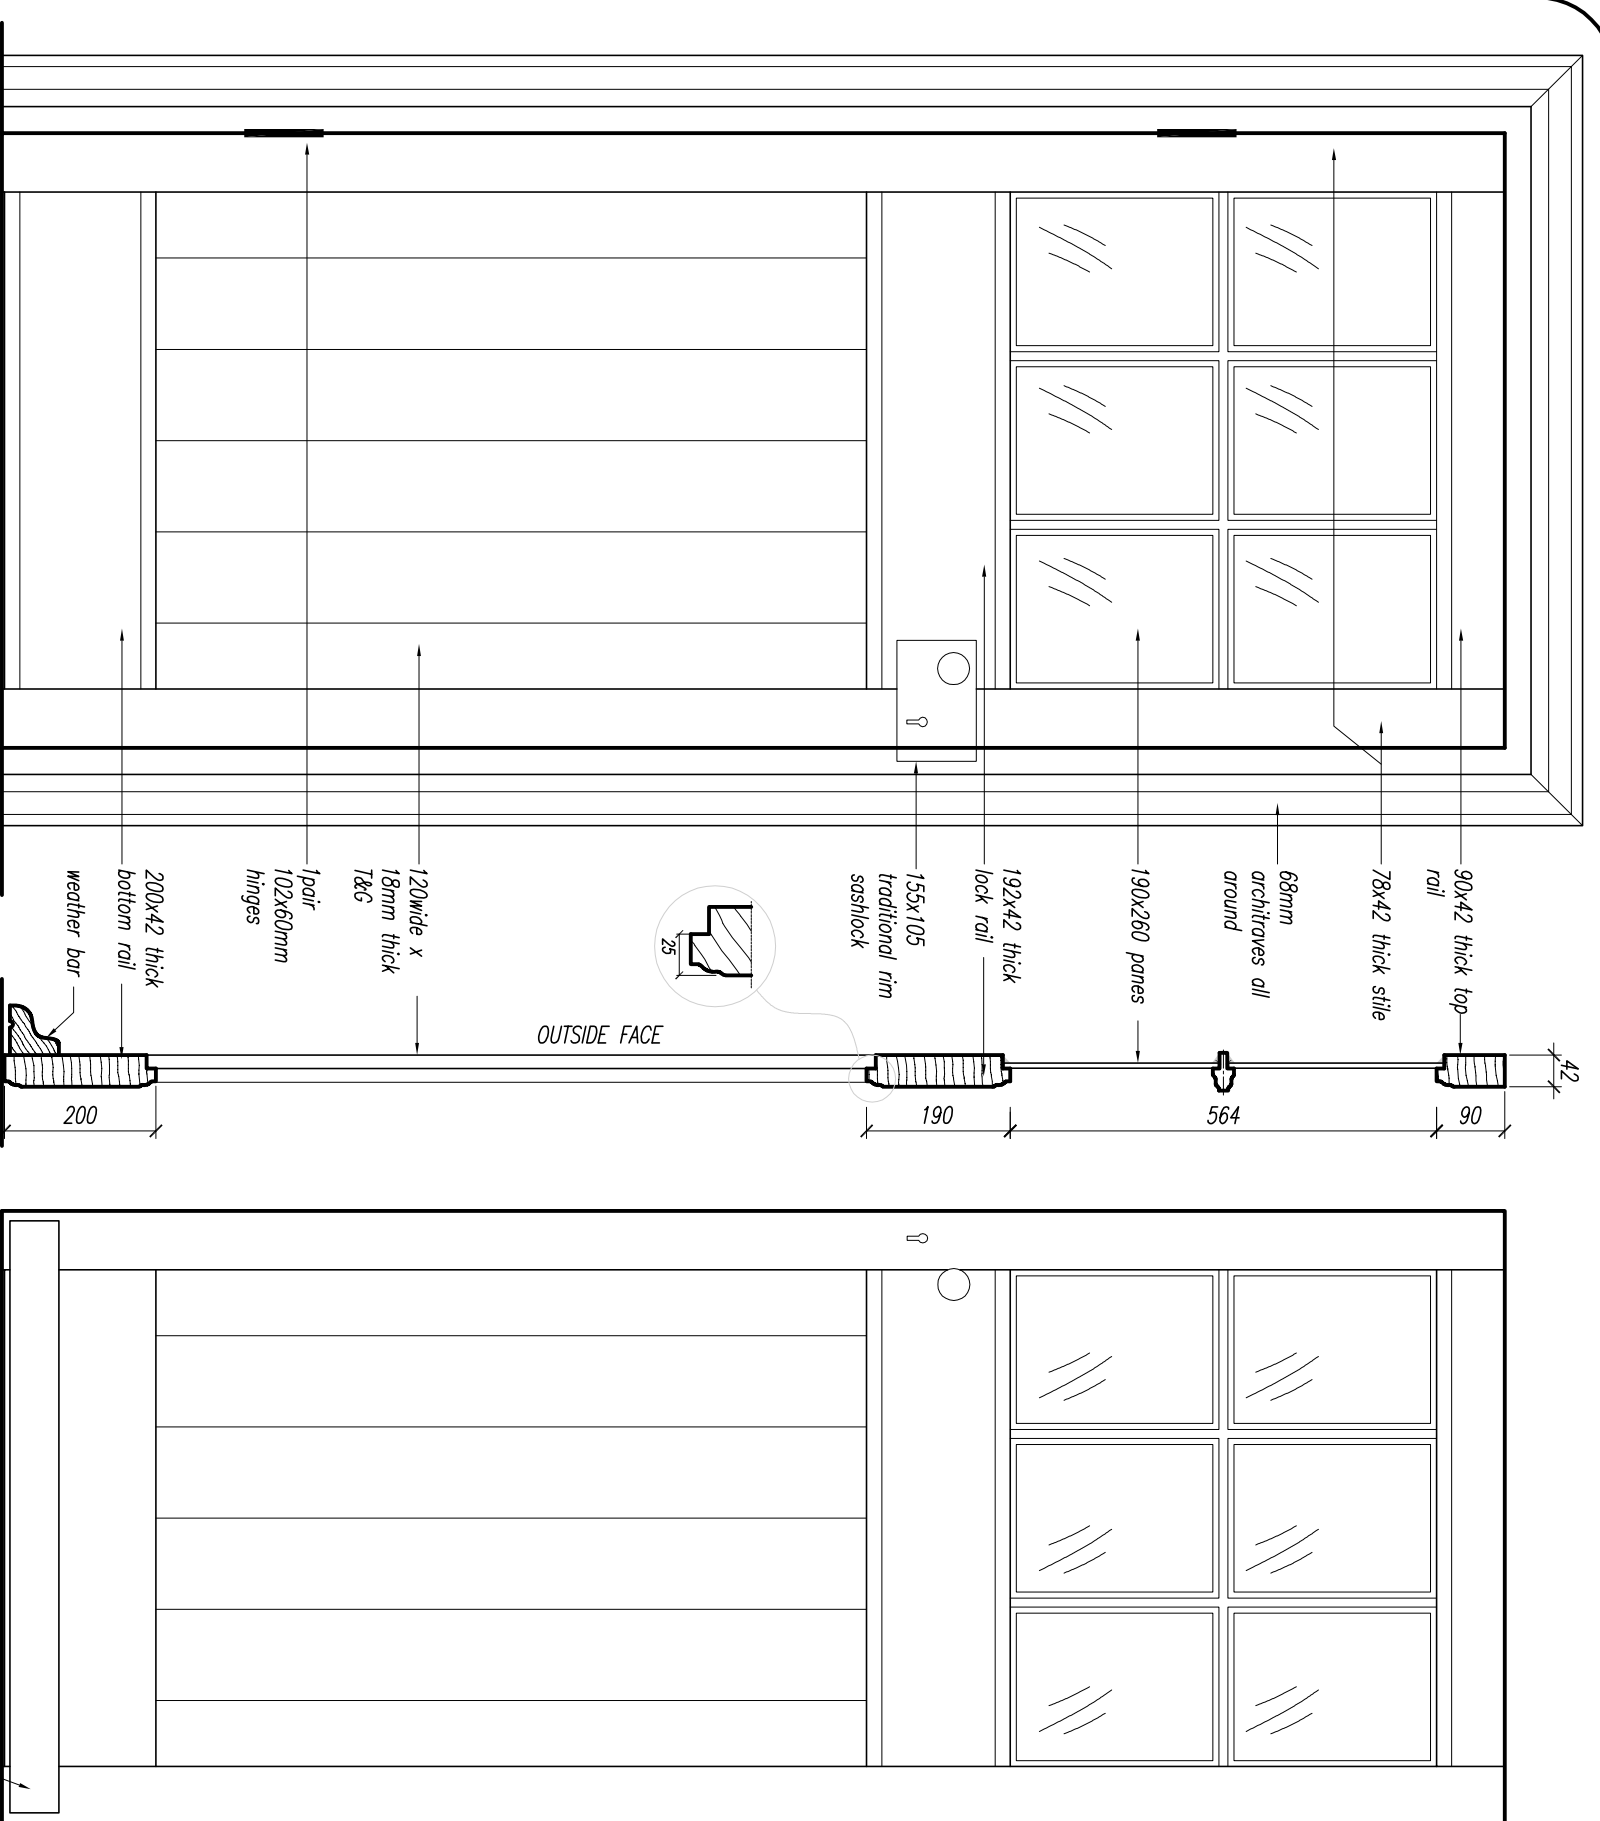 90x42 thick top
rail
78x42 thick stile
68mm
architraves all
around
190x260 panes
192x42 thick
lock rail
155x105
traditional rim
sashlock
120wide x
18mm thick
T&G
1pair
102x60mm
hinges
200x42 thick
bottom rail
weather bar
25
OUTSIDE FACE
42
90
564
190
200